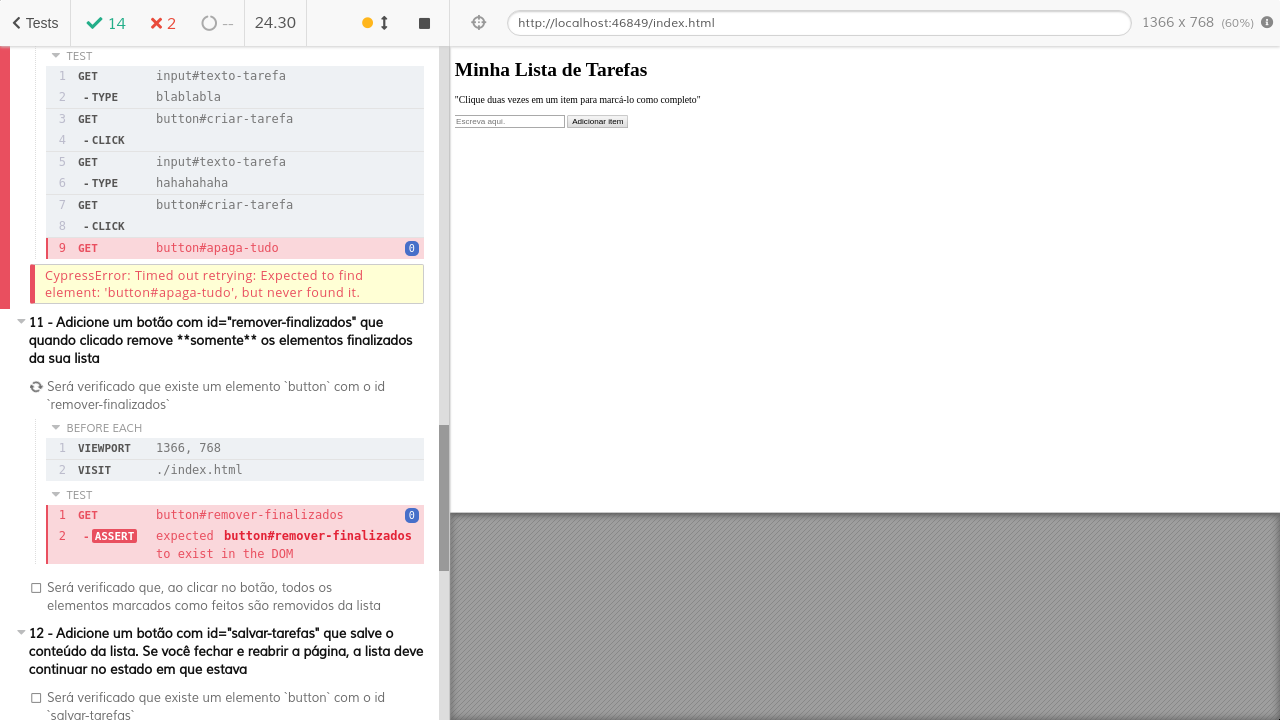 Tests 14 2 -- 24.30 http://localhost:46849/index.html 1366 x 768 (60%)
TEST
1 GET input#texto-tarefa
2 - TYPE blablabla
3 GET button#criar-tarefa
4 - CLICK
5 GET input#texto-tarefa
6 - TYPE hahahahaha
7 GET button#criar-tarefa
8 - CLICK
9 GET button#apaga-tudo 0
CypressError: Timed out retrying: Expected to find
element: 'button#apaga-tudo', but never found it.
11 - Adicione um botão com id="remover-finalizados" que
quando clicado remove **somente** os elementos finalizados
da sua lista
Será verificado que existe um elemento `button` com o id
`remover-finalizados`
BEFORE EACH
1 VIEWPORT 1366, 768
2 VISIT ./index.html
TEST
1 GET button#remover-finalizados 0
2 - ASSERT expected button#remover-finalizados
to exist in the DOM
Será verificado que, ao clicar no botão, todos os
elementos marcados como feitos são removidos da lista
12 - Adicione um botão com id="salvar-tarefas" que salve o
conteúdo da lista. Se você fechar e reabrir a página, a lista deve
continuar no estado em que estava
Será verificado que existe um elemento `button` com o id
`salvar-tarefas`
Minha Lista de Tarefas
"Clique duas vezes em um item para marcá-lo como completo"
Escreva aqui. Adicionar item